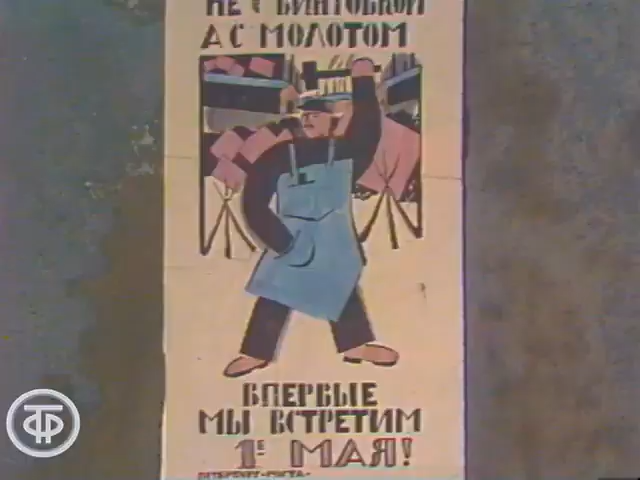 НЕ С ВИНТОВКОЙ
А С МОЛОТОМ
ВПЕРВЫЕ
МЫ ВСТРЕТИМ
1Е МАЯ!